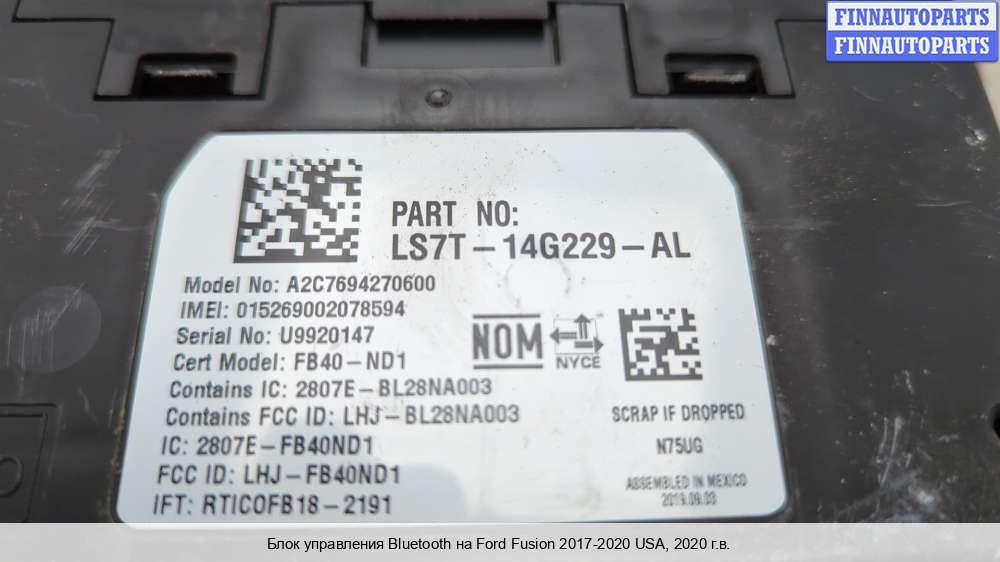 FINNAUTOPARTS
FINNAUTOPARTS
PART NO:
LS7T-14G229-AL
Model No: A2C7694270600
IMEI: 015269002078594
Serial No: U9920147
Cert Model: FB40-ND1
Contains IC: 2807E-BL28NA003
Contains FCC ID: LHJ-BL28NA003
IC: 2807E-FB40ND1
FCC ID: LHJ-FB40ND1
IFT: RTICOFB18-2191
NOM
NYCE
SCRAP IF DROPPED
N75UG
ASSEMBLED IN MEXICO
2019.09.03
Блок управления Bluetooth на Ford Fusion 2017-2020 USA, 2020 г.в.